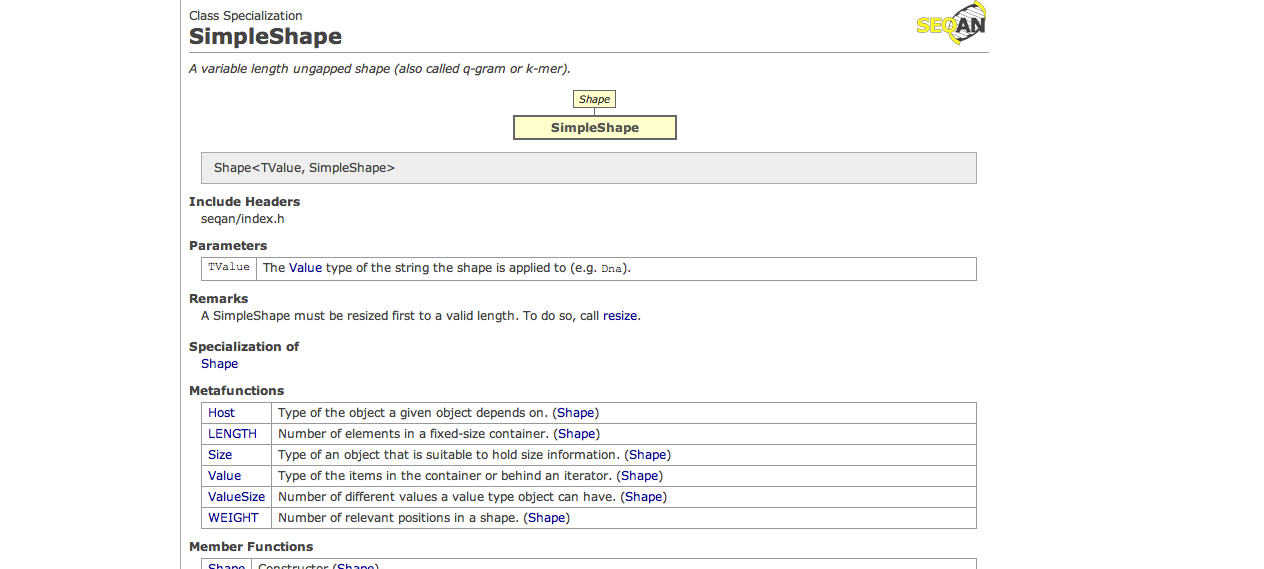 Class Specialization
SEQAN
SimpleShape
A variable length ungapped shape (also called q-gram or k-mer).
Shape
SimpleShape
Shape<TValue, SimpleShape>
Include Headers
seqan/index.h
Parameters
TValue The Value type of the string the shape is applied to (e.g. Dna).
Remarks
A SimpleShape must be resized first to a valid length. To do so, call resize.
Specialization of
Shape
Metafunctions
Host Type of the object a given object depends on. (Shape)
LENGTH Number of elements in a fixed-size container. (Shape)
Size Type of an object that is suitable to hold size information. (Shape)
Value Type of the items in the container or behind an iterator. (Shape)
ValueSize Number of different values a value type object can have. (Shape)
WEIGHT Number of relevant positions in a shape. (Shape)
Member Functions
Shape Constructor (Shape)